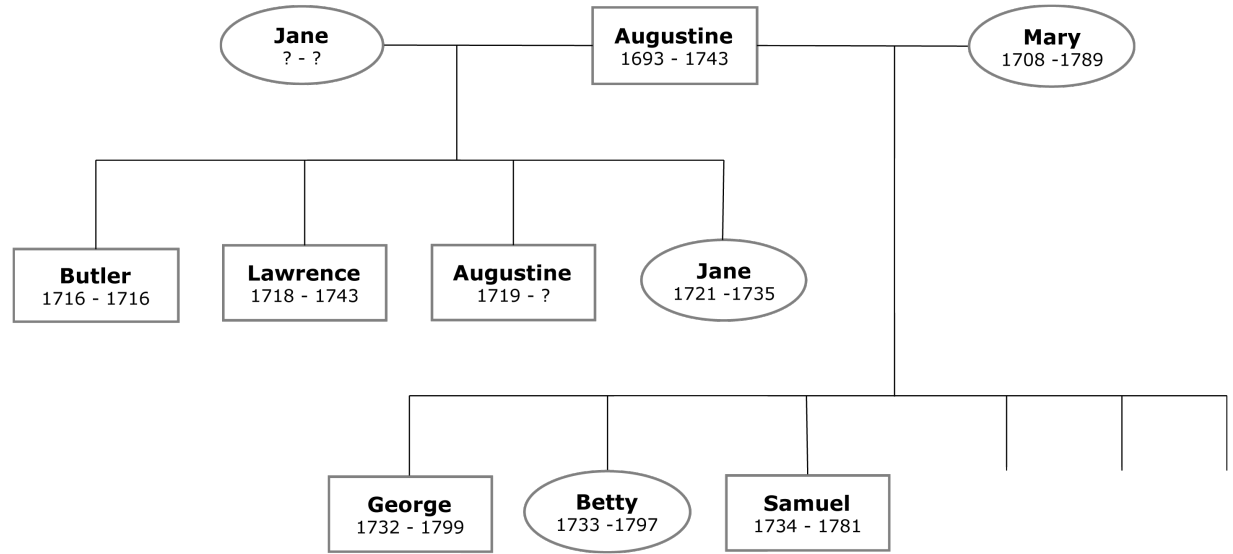 Jane
? - ?
Augustine
1693 - 1743
Mary
1708 -1789
Butler
1716 - 1716
Lawrence
1718 - 1743
Augustine
1719 - ?
Jane
1721 -1735
George
1732 - 1799
Betty
1733 -1797
Samuel
1734 - 1781